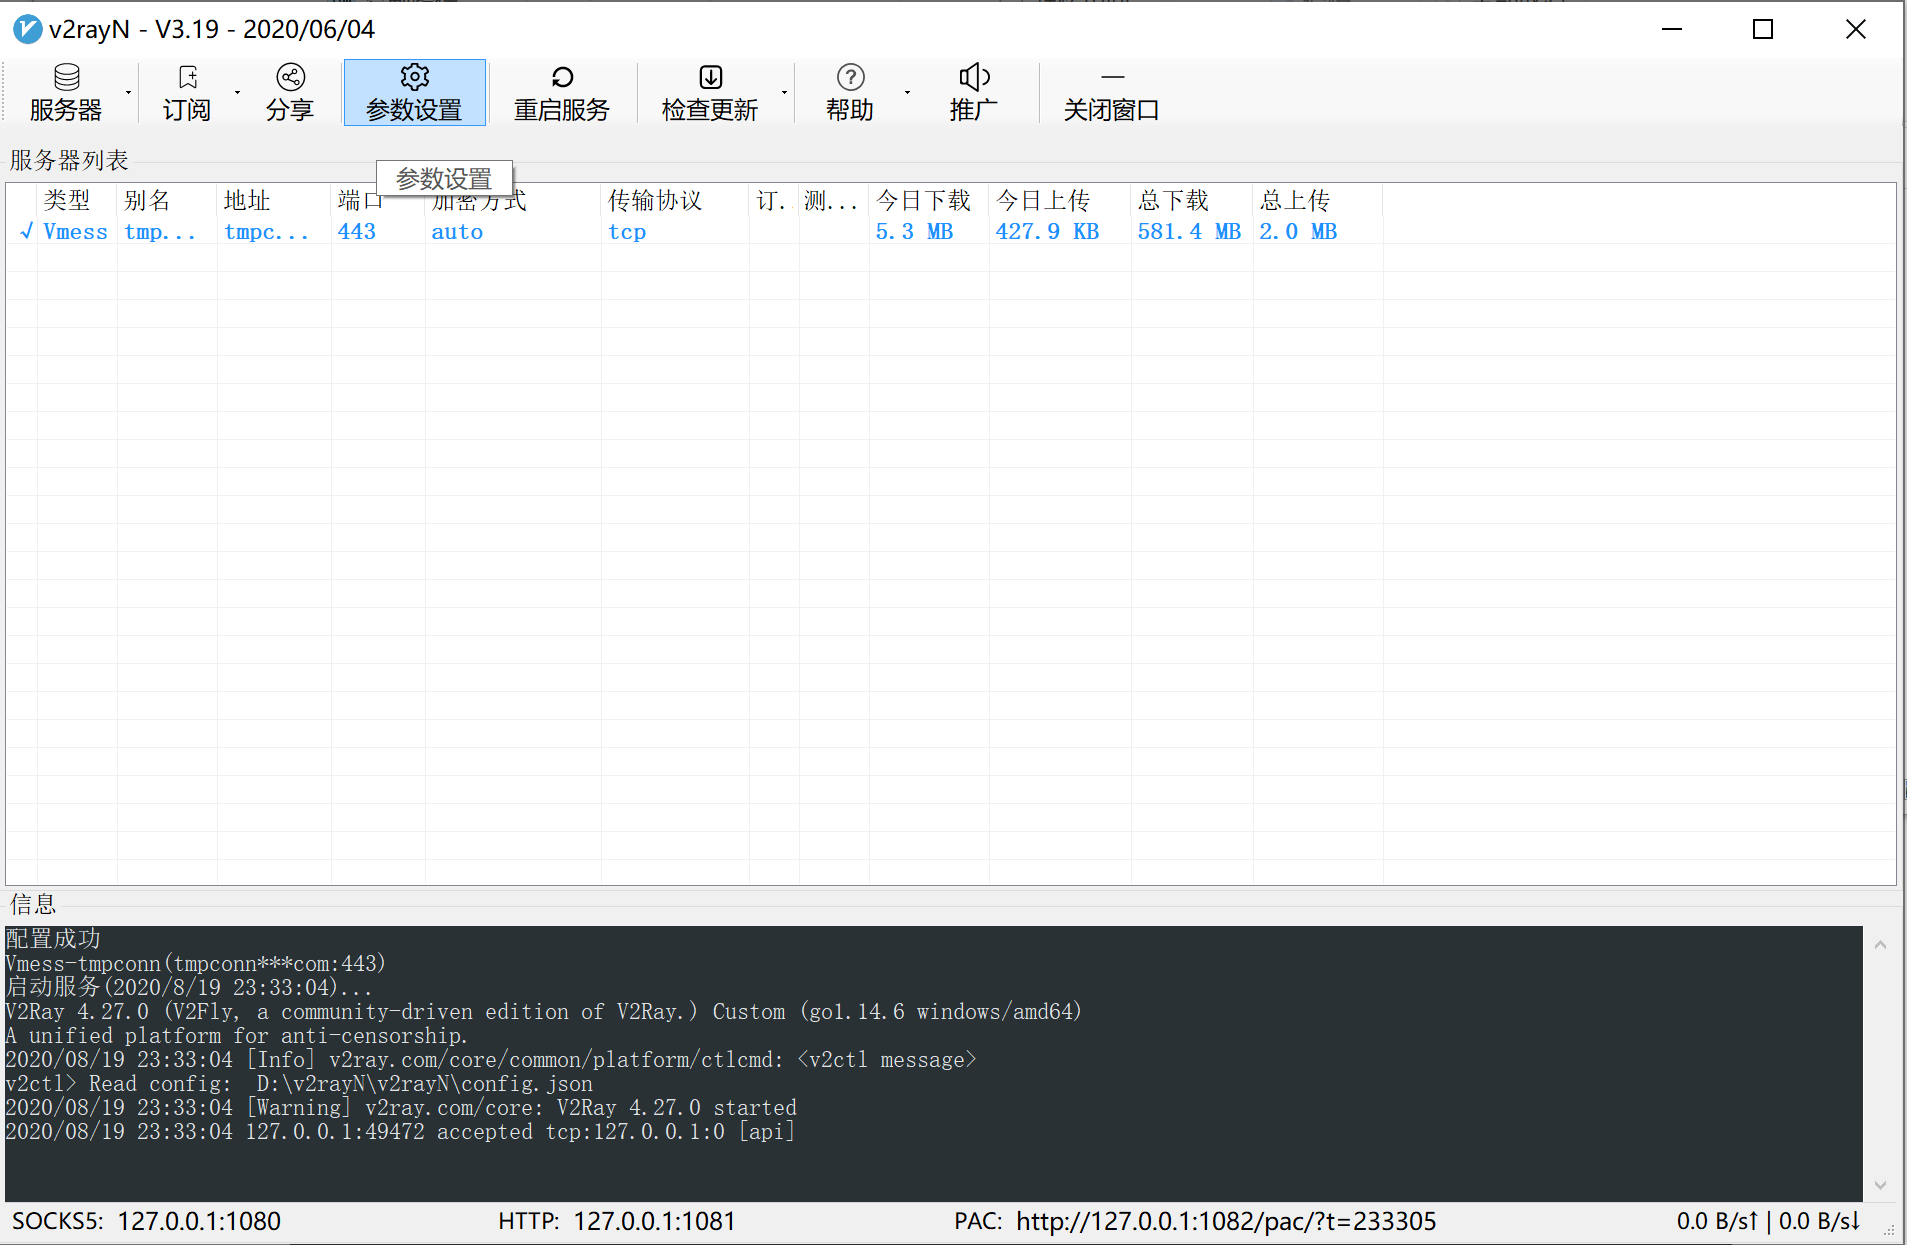 v2rayN - V3.19 - 2020/06/04
服务器 订阅 分享 参数设置 重启服务 检查更新 帮助 推广 关闭窗口
服务器列表
参数设置
类型 别名 地址 端口 加密方式 传输协议 订.. 测... 今日下载 今日上传 总下载 总上传
√ Vmess tmp... tmpc... 443 auto tcp 5.3 MB 427.9 KB 581.4 MB 2.0 MB
信息
配置成功
Vmess-tmpconn(tmpconn***com:443)
启动服务(2020/8/19 23:33:04)...
V2Ray 4.27.0 (V2Fly, a community-driven edition of V2Ray.) Custom (go1.14.6 windows/amd64)
A unified platform for anti-censorship.
2020/08/19 23:33:04 [Info] v2ray.com/core/common/platform/ctlcmd: <v2ctl message>
v2ctl> Read config:  D:\v2rayN\v2rayN\config.json
2020/08/19 23:33:04 [Warning] v2ray.com/core: V2Ray 4.27.0 started
2020/08/19 23:33:04 127.0.0.1:49472 accepted tcp:127.0.0.1:0 [api]
SOCKS5: 127.0.0.1:1080 HTTP: 127.0.0.1:1081 PAC: http://127.0.0.1:1082/pac/?t=233305 0.0 B/s↑ | 0.0 B/s↓